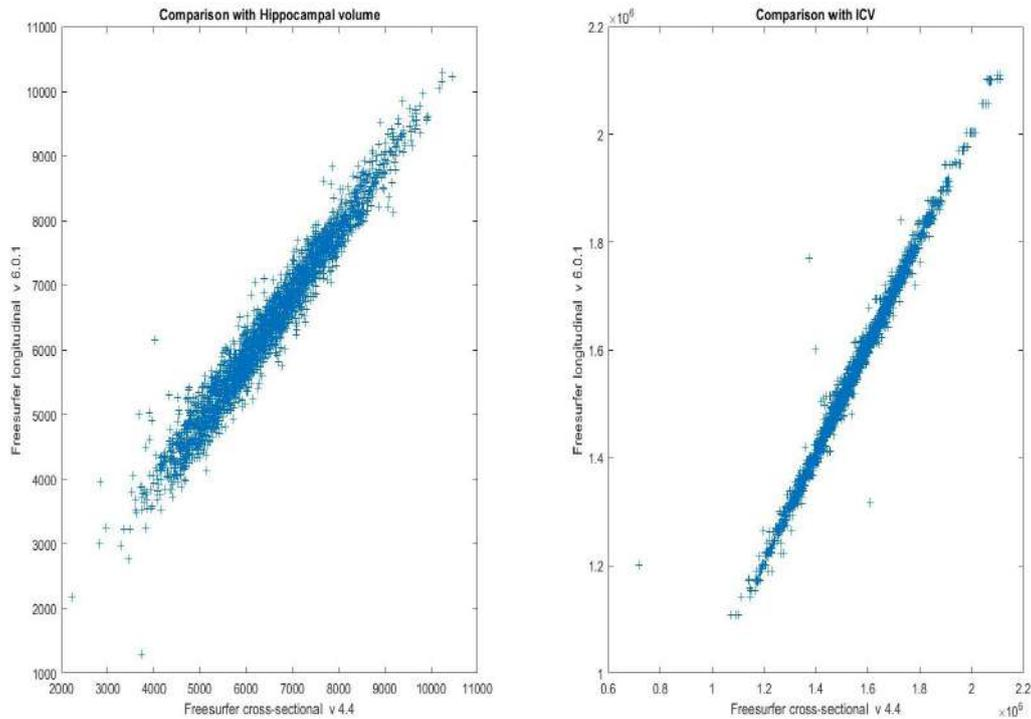 Comparison with Hippocampal volume
11000
10000
9000
8000
7000
6000
5000
4000
3000
2000
1000
Freesurfer longitudinal v 6.0.1
2000 3000 4000 5000 6000 7000 8000 9000 10000 11000
Freesurfer cross-sectional v 4.4
Comparison with ICV
×10⁶
2.2
2
1.8
1.6
1.4
1.2
1
Freesurfer longitudinal v 6.0.1
0.6 0.8 1 1.2 1.4 1.6 1.8 2 2.2
Freesurfer cross-sectional v 4.4
×10⁶